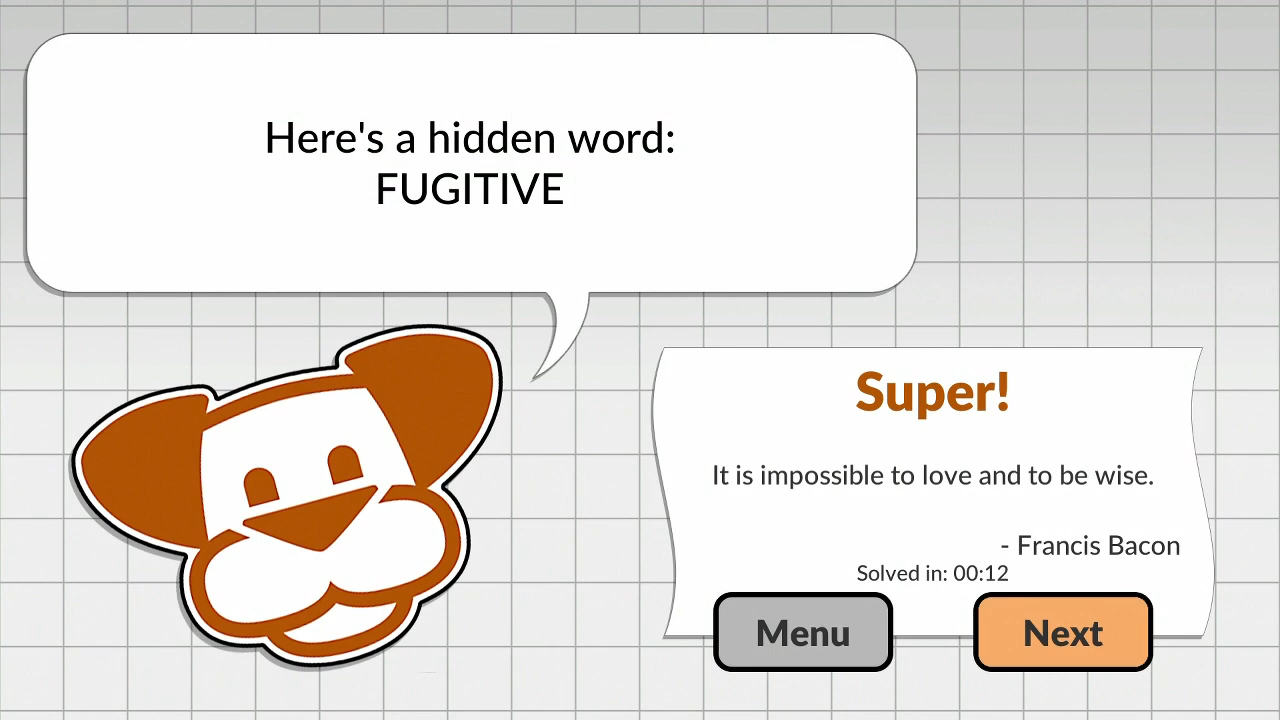 Here's a hidden word:
FUGITIVE
Super!
It is impossible to love and to be wise.
- Francis Bacon
Solved in: 00:12
Menu
Next